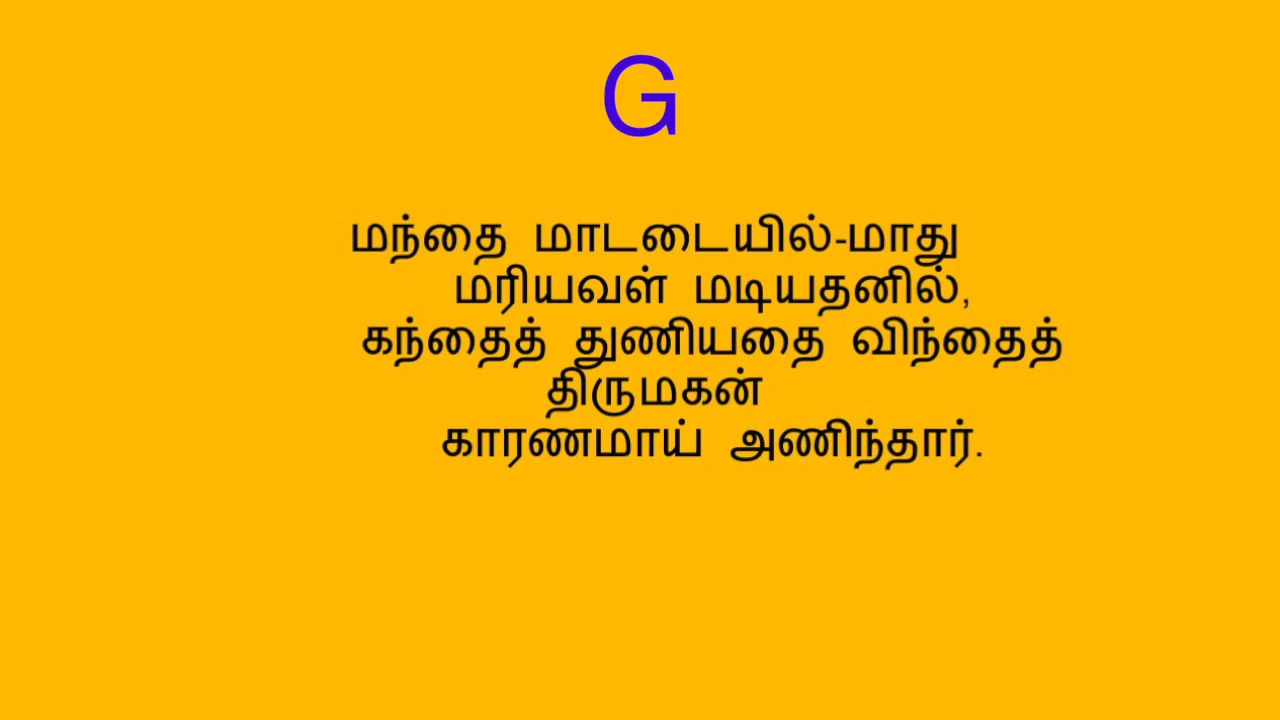 G
மந்தை மாடடையில்-மாது
மரியவள் மடியதனில்,
கந்தைத் துணியதை விந்தைத்
திருமகன்
காரணமாய் அணிந்தார்.